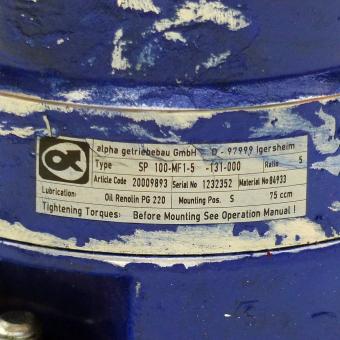 alpha getriebebau GmbH D - 97999 Igersheim
Type SP 100-MF1-5 -131-000 Ratio 5
Article Code 20009893 Serial No 1232352 Material No 04933
Lubrication: Oil Renolin PG 220 Mounting Pos. S 75 ccm
Tightening Torques: Before Mounting See Operation Manual !